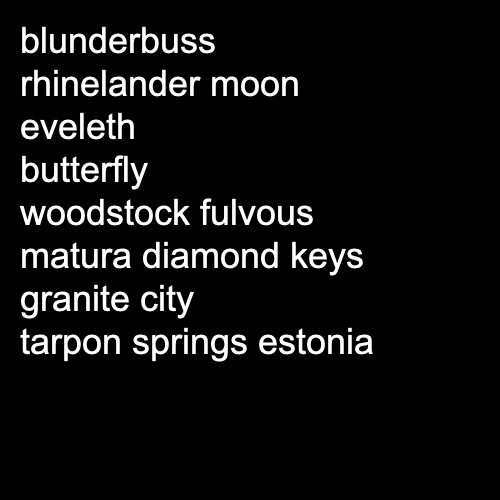 blunderbuss
rhinelander moon
eveleth
butterfly
woodstock fulvous
matura diamond keys
granite city
tarpon springs estonia